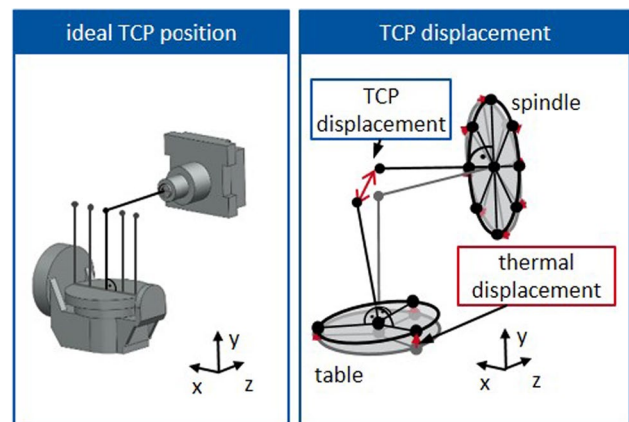 ideal TCP position
y
x
z
TCP displacement
TCP
displacement
spindle
thermal
displacement
table
y
x
z